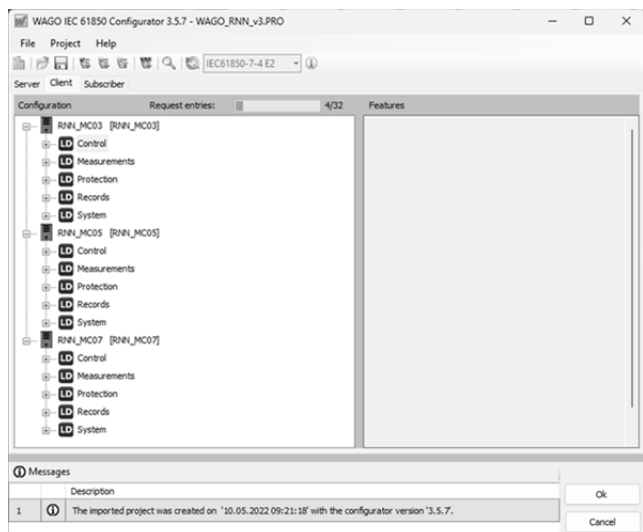 WAGO IEC 61850 Configurator 3.5.7 - WAGO_RNN_v3.PRO
File Project Help
IEC61850-7-4 E2
Server Client Subscriber
Configuration Request entries: 4/32 Features
RNN_MC03 [RNN_MC03]
LD Control
LD Measurements
LD Protection
LD Records
LD System
RNN_MC05 [RNN_MC05]
LD Control
LD Measurements
LD Protection
LD Records
LD System
RNN_MC07 [RNN_MC07]
LD Control
LD Measurements
LD Protection
LD Records
LD System
Messages
Description
1 The imported project was created on '10.05.2022 09:21:18' with the configurator version '3.5.7'.
Ok
Cancel